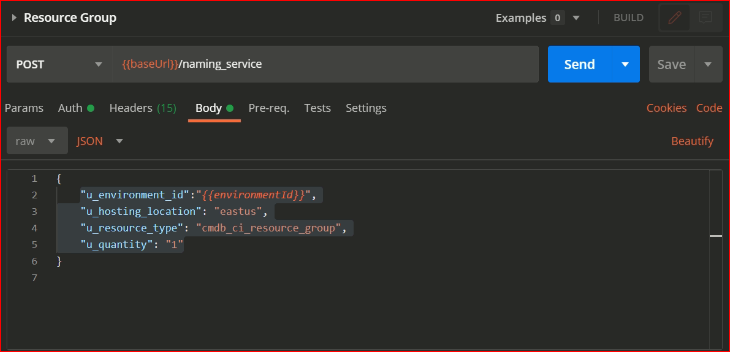 Resource Group
Examples 0
BUILD
POST {{baseUrl}}/naming_service Send Save
Params Auth Headers (15) Body Pre-req. Tests Settings Cookies Code
raw JSON Beautify
1 {
2 "u_environment_id":"{{environmentId}}",
3 "u_hosting_location": "eastus",
4 "u_resource_type": "cmdb_ci_resource_group",
5 "u_quantity": "1"
6 }
7